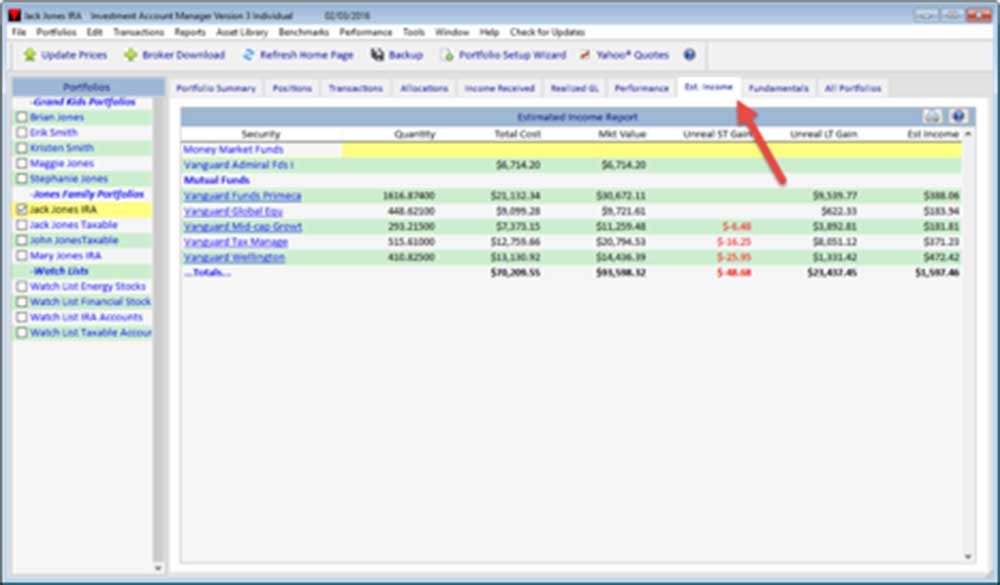 Jack Jones IRA Investment Account Manager Version 3 Individual 02/03/2016
File Portfolios Edit Transactions Reports Asset Library Benchmarks Performance Tools Window Help Check for Updates
Update Prices Broker Download Refresh Home Page Backup Portfolio Setup Wizard Yahoo® Quotes
Portfolios
Portfolio Summary Positions Transactions Allocations Income Received Realized GL Performance Est. Income Fundamentals All Portfolios
-Grand Kids Portfolios
Brian Jones
Erik Smith
Kristen Smith
Maggie Jones
Stephanie Jones
-Jones Family Portfolios
Jack Jones IRA
Jack Jones Taxable
John JonesTaxable
Mary Jones IRA
-Watch Lists
Watch List Energy Stocks
Watch List Financial Stock
Watch List IRA Accounts
Watch List Taxable Accour
Estimated Income Report
Security Quantity Total Cost Mkt Value Unreal ST Gain Unreal LT Gain Est Income
Money Market Funds
Vanguard Admiral Fds I $6,714.20 $6,714.20
Mutual Funds
Vanguard Funds Primeca 1616.87400 $21,132.34 $30,672.11 $9,539.77 $388.06
Vanguard Global Equ 448.62100 $9,099.28 $9,721.61 $622.33 $183.94
Vanguard Mid-cap Growt 293.21500 $7,373.15 $11,259.48 $-6.48 $3,892.81 $181.81
Vanguard Tax Manage 515.61000 $12,759.66 $20,794.53 $-16.25 $8,051.12 $371.23
Vanguard Wellington 410.82500 $13,130.92 $14,436.39 $-25.95 $1,331.42 $472.42
...Totals... $70,209.55 $93,598.32 $-48.68 $23,437.45 $1,597.46